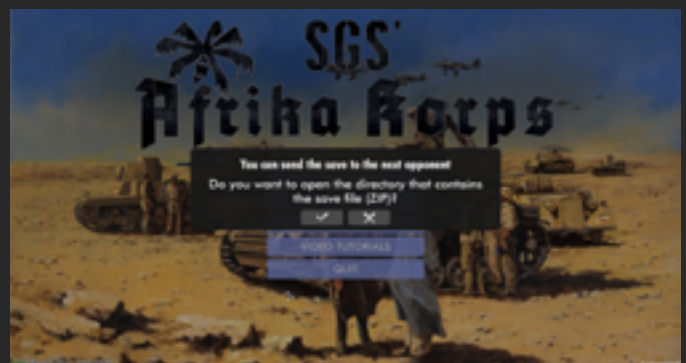 SGS'
Afrika Korps
You can send the save to the next opponent
Do you want to open the directory that contains
the save file (ZIP)?
VIDEO TUTORIALS
QUIT